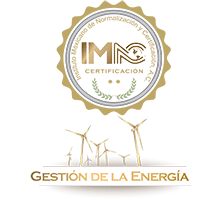 Instituto Mexicano de Normalización y Certificación A.C.
IMNC
CERTIFICACIÓN
GESTIÓN DE LA ENERGÍA